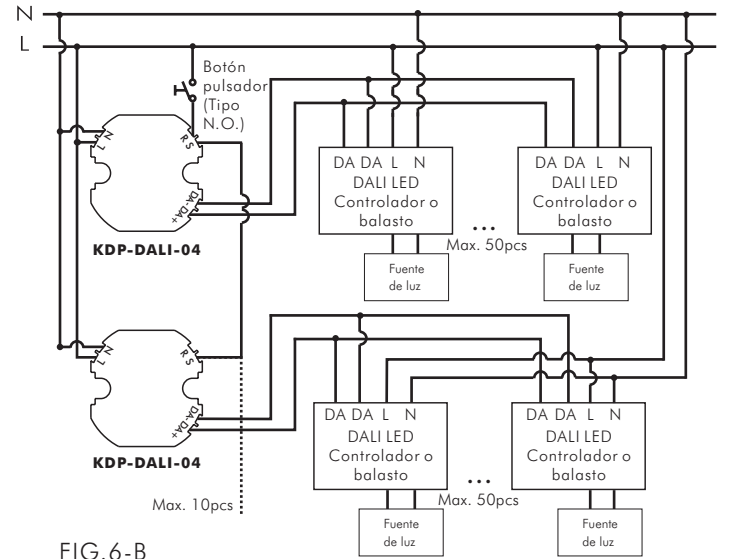 N
L
Botón
pulsador
(Tipo
N.O.)
N
L
R S
DA-
DA+
KDP-DALI-04
DA DA L N
DALI LED
Controlador o
balasto
Fuente
de luz
...
Max. 50pcs
DA DA L N
DALI LED
Controlador o
balasto
Fuente
de luz
N
L
R S
DA-
DA+
KDP-DALI-04
Max. 10pcs
DA DA L N
DALI LED
Controlador o
balasto
Fuente
de luz
...
Max. 50pcs
DA DA L N
DALI LED
Controlador o
balasto
Fuente
de luz
FIG.6-B